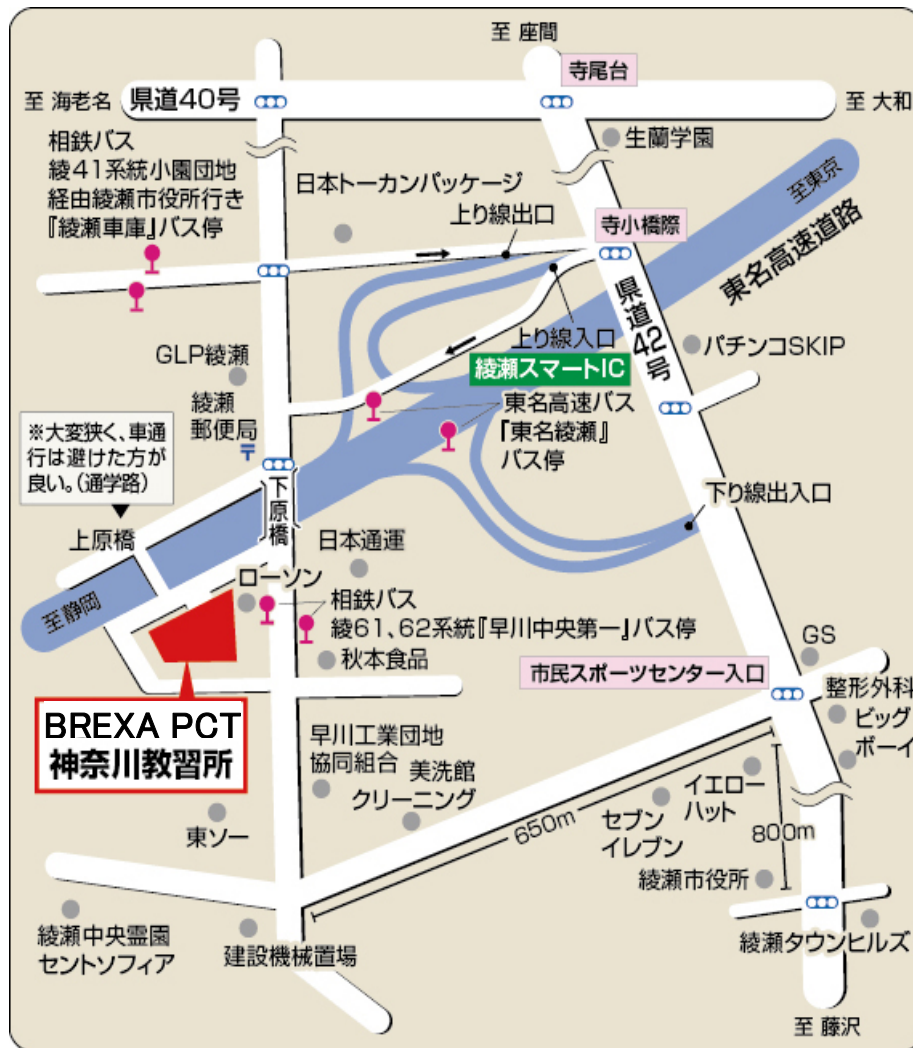 至 座間
寺尾台
至 海老名
県道40号
至 大和
相鉄バス
綾41系統小園団地
経由綾瀬市役所行き
『綾瀬車庫』バス停
生蘭学園
日本トーカンパッケージ
上り線出口
寺小橋際
至東京
東名高速道路
県道42号
上り線入口
綾瀬スマートIC
パチンコSKIP
GLP綾瀬
綾瀬
郵便局
〒
東名高速バス
『東名綾瀬』
バス停
※大変狭く、車通
行は避けた方が
良い。(通学路)
下原橋
下り線出入口
上原橋
日本通運
至静岡
ローソン
相鉄バス
綾61、62系統『早川中央第一』バス停
秋本食品
GS
市民スポーツセンター入口
整形外科
ビッグ
ボーイ
BREXA PCT
神奈川教習所
早川工業団地
協同組合
美洗館
クリーニング
イエロー
ハット
セブン
イレブン
650m
800m
東ソー
綾瀬市役所
綾瀬中央霊園
セントソフィア
建設機械置場
綾瀬タウンヒルズ
至 藤沢